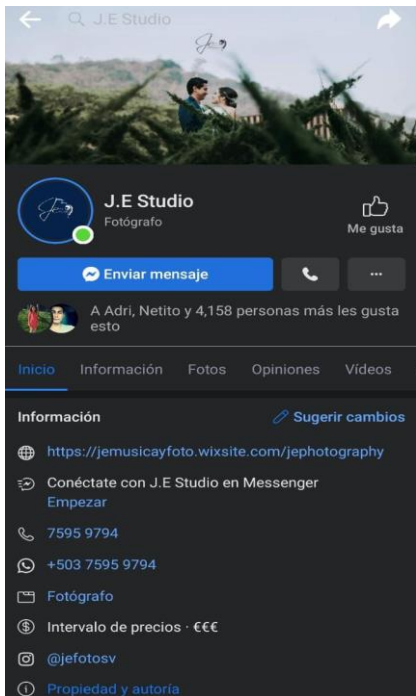 J.E Studio
J.E Studio
Fotógrafo
Me gusta
Enviar mensaje
A Adri, Netito y 4,158 personas más les gusta
esto
Inicio Información Fotos Opiniones Vídeos
Información Sugerir cambios
https://jemusicayfoto.wixsite.com/jephotography
Conéctate con J.E Studio en Messenger
Empezar
7595 9794
+503 7595 9794
Fotógrafo
Intervalo de precios · €€€
@jefotosv
Propiedad y autoría